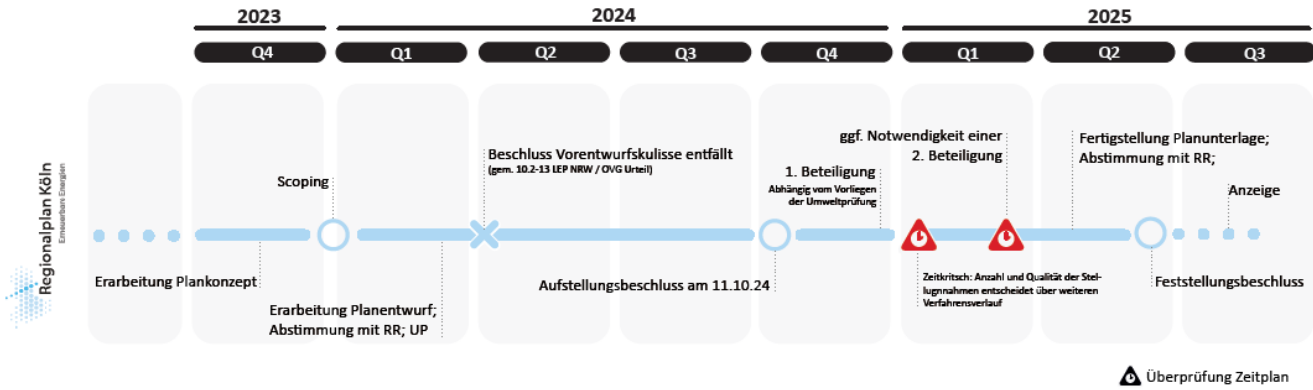 2023
2024
2025
Q4
Q1
Q2
Q3
Q4
Q1
Q2
Q3
Regionalplan Köln
Erneuerbare Energien
Scoping
Beschluss Vorentwurfskulisse entfällt
(gem. 10.2-13 LEP NRW / OVG Urteil)
1. Beteiligung
Abhängig vom Vorliegen
der Umweltprüfung
ggf. Notwendigkeit einer
2. Beteiligung
Fertigstellung Planunterlage;
Abstimmung mit RR;
Anzeige
Erarbeitung Plankonzept
Erarbeitung Planentwurf;
Abstimmung mit RR; UP
Aufstellungsbeschluss am 11.10.24
Zeitkritsch: Anzahl und Qualität der Stel-
lugnnahmen entscheidet über weiteren
Verfahrensverlauf
Feststellungsbeschluss
Überprüfung Zeitplan